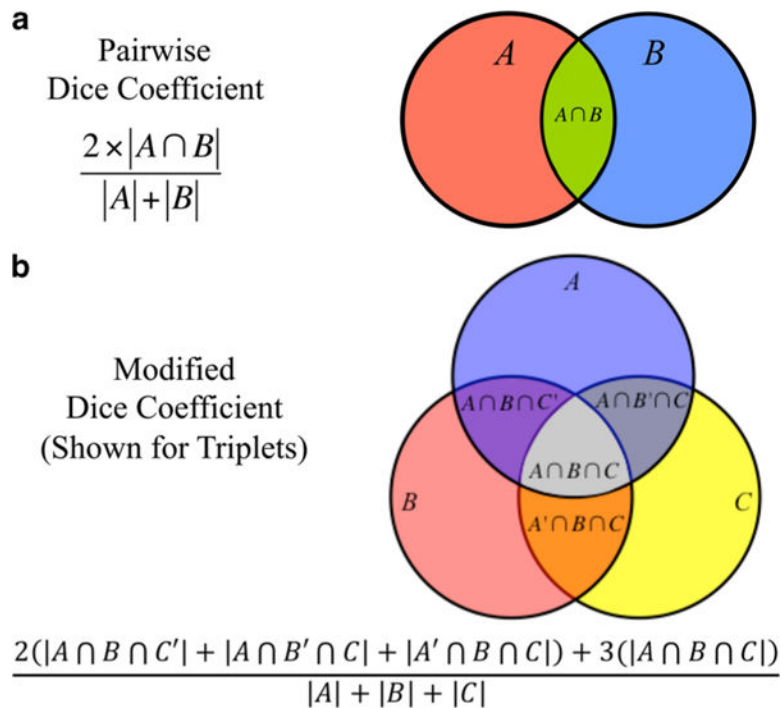 a
Pairwise
Dice Coefficient
2×|A∩B|
|A|+|B|
A
B
A∩B
b
Modified
Dice Coefficient
(Shown for Triplets)
A
A∩B∩C'
A∩B'∩C
A∩B∩C
B
C
A'∩B∩C
2(|A ∩ B ∩ C′| + |A ∩ B′ ∩ C| + |A′ ∩ B ∩ C|) + 3(|A ∩ B ∩ C|)
|A| + |B| + |C|